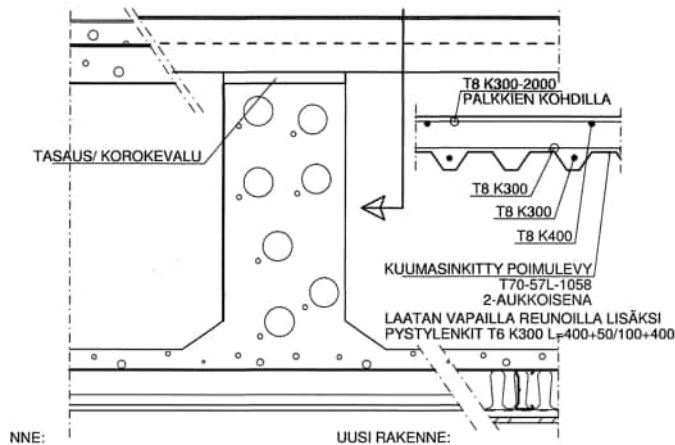 T8 K300-2000
PALKKIEN KOHDILLA
TASAUS/ KOROKEVALU
T8 K300
T8 K300
T8 K400
KUUMASINKITTY POIMULEVY
T70-57L-1058
2-AUKKOISENA
LAATAN VAPAILLA REUNOILLA LISÄKSI
PYSTYLENKIT T6 K300 L=400+50/100+400
NNE:
UUSI RAKENNE: